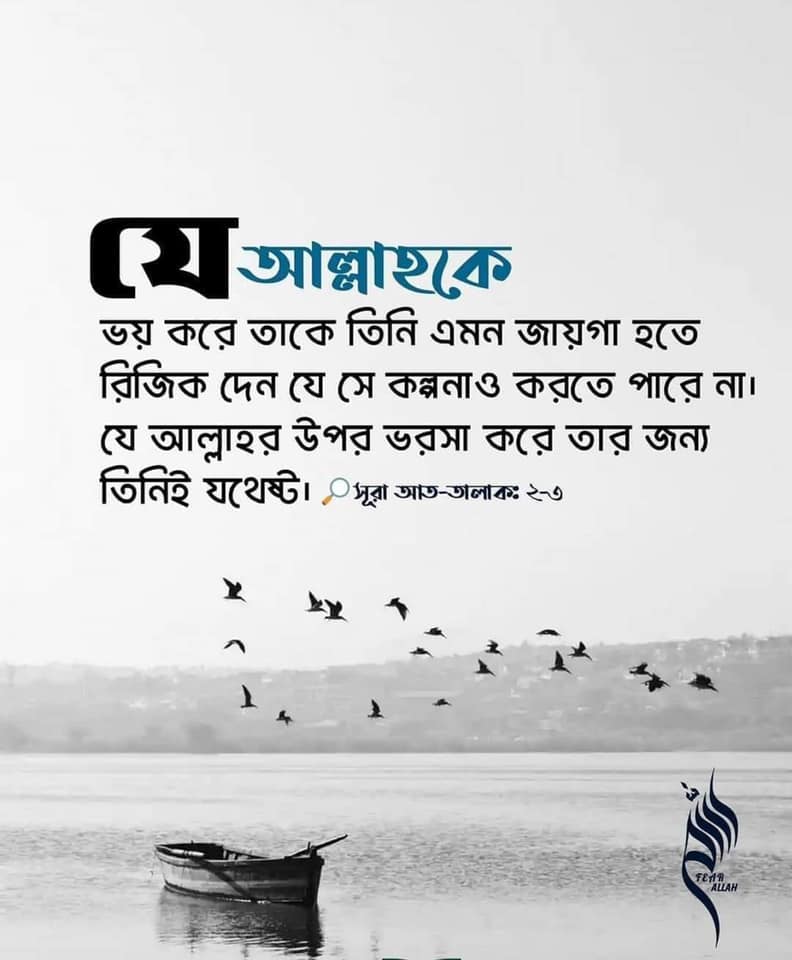 যে আল্লাহকে
ভয় করে তাকে তিনি এমন জায়গা হতে
রিজিক দেন যে সে কল্পনাও করতে পারে না।
যে আল্লাহর উপর ভরসা করে তার জন্য
তিনিই যথেষ্ট। সূরা আত-তালাকঃ ২-৩
FEAR
ALLAH